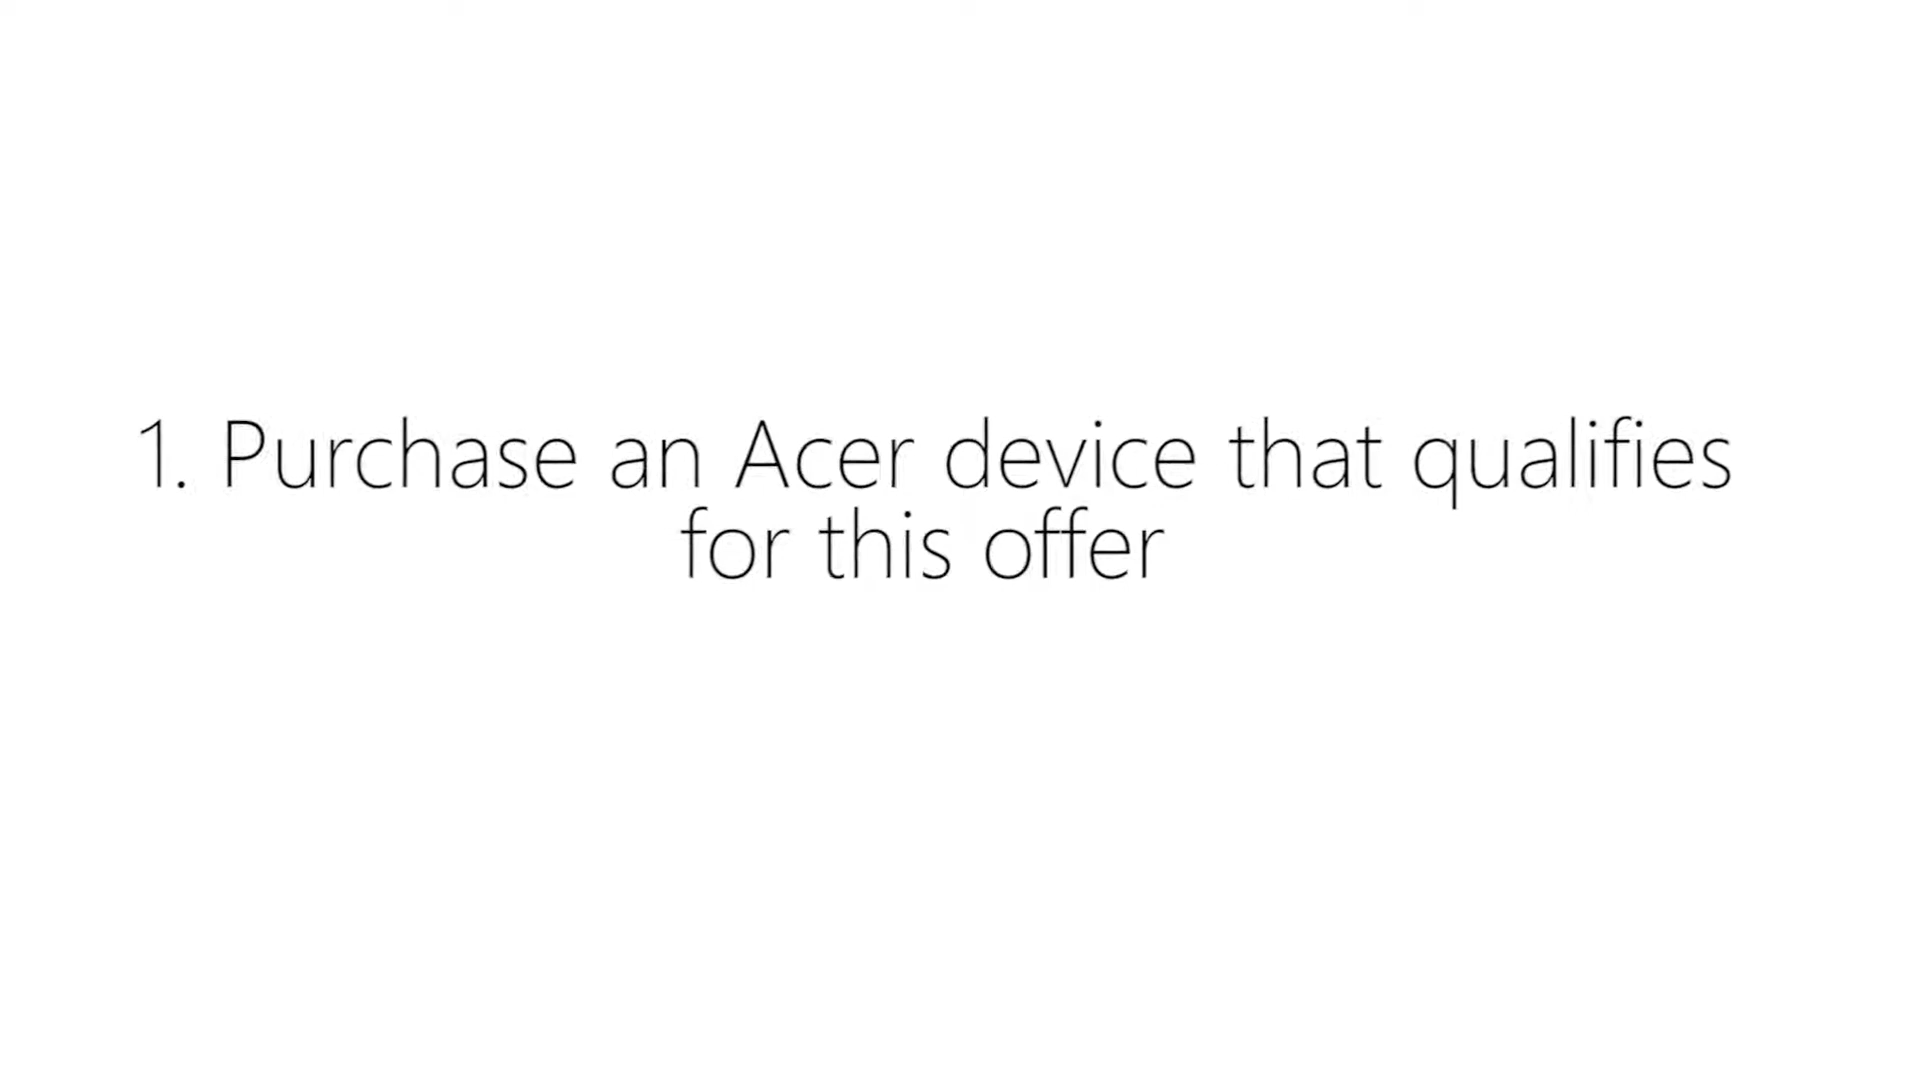 1. Purchase an Acer device that qualifies
for this offer